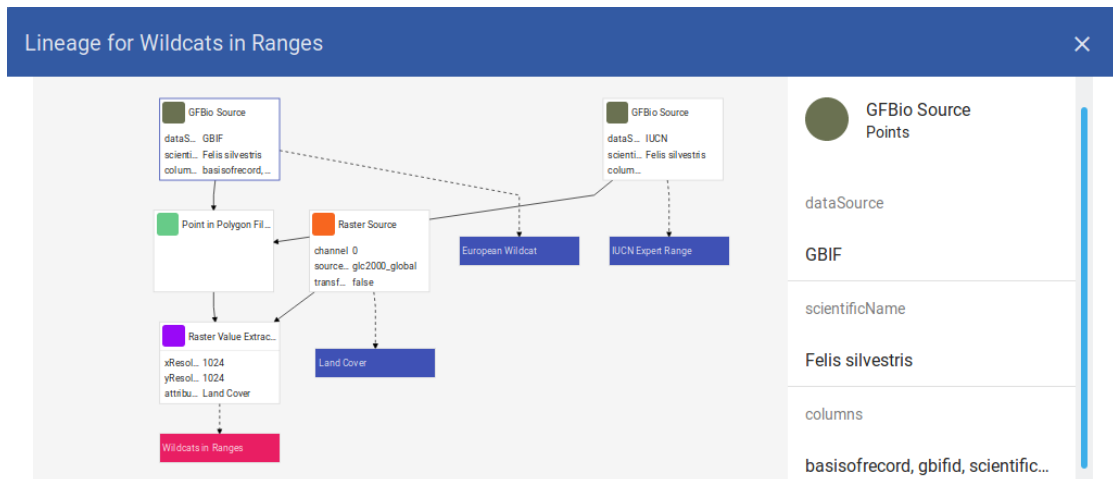 Lineage for Wildcats in Ranges
GFBio Source
dataS... GBIF
scienti... Felis silvestris
colum... basisofrecord, ...
GFBio Source
dataS... IUCN
scienti... Felis silvestris
colum...
Point in Polygon Fil...
Raster Source
channel 0
source... glc2000_global
transf... false
European Wildcat
IUCN Expert Range
Raster Value Extrac...
xResol... 1024
yResol... 1024
attribu... Land Cover
Land Cover
Wildcats in Ranges
GFBio Source
Points
dataSource
GBIF
scientificName
Felis silvestris
columns
basisofrecord, gbifid, scientific...